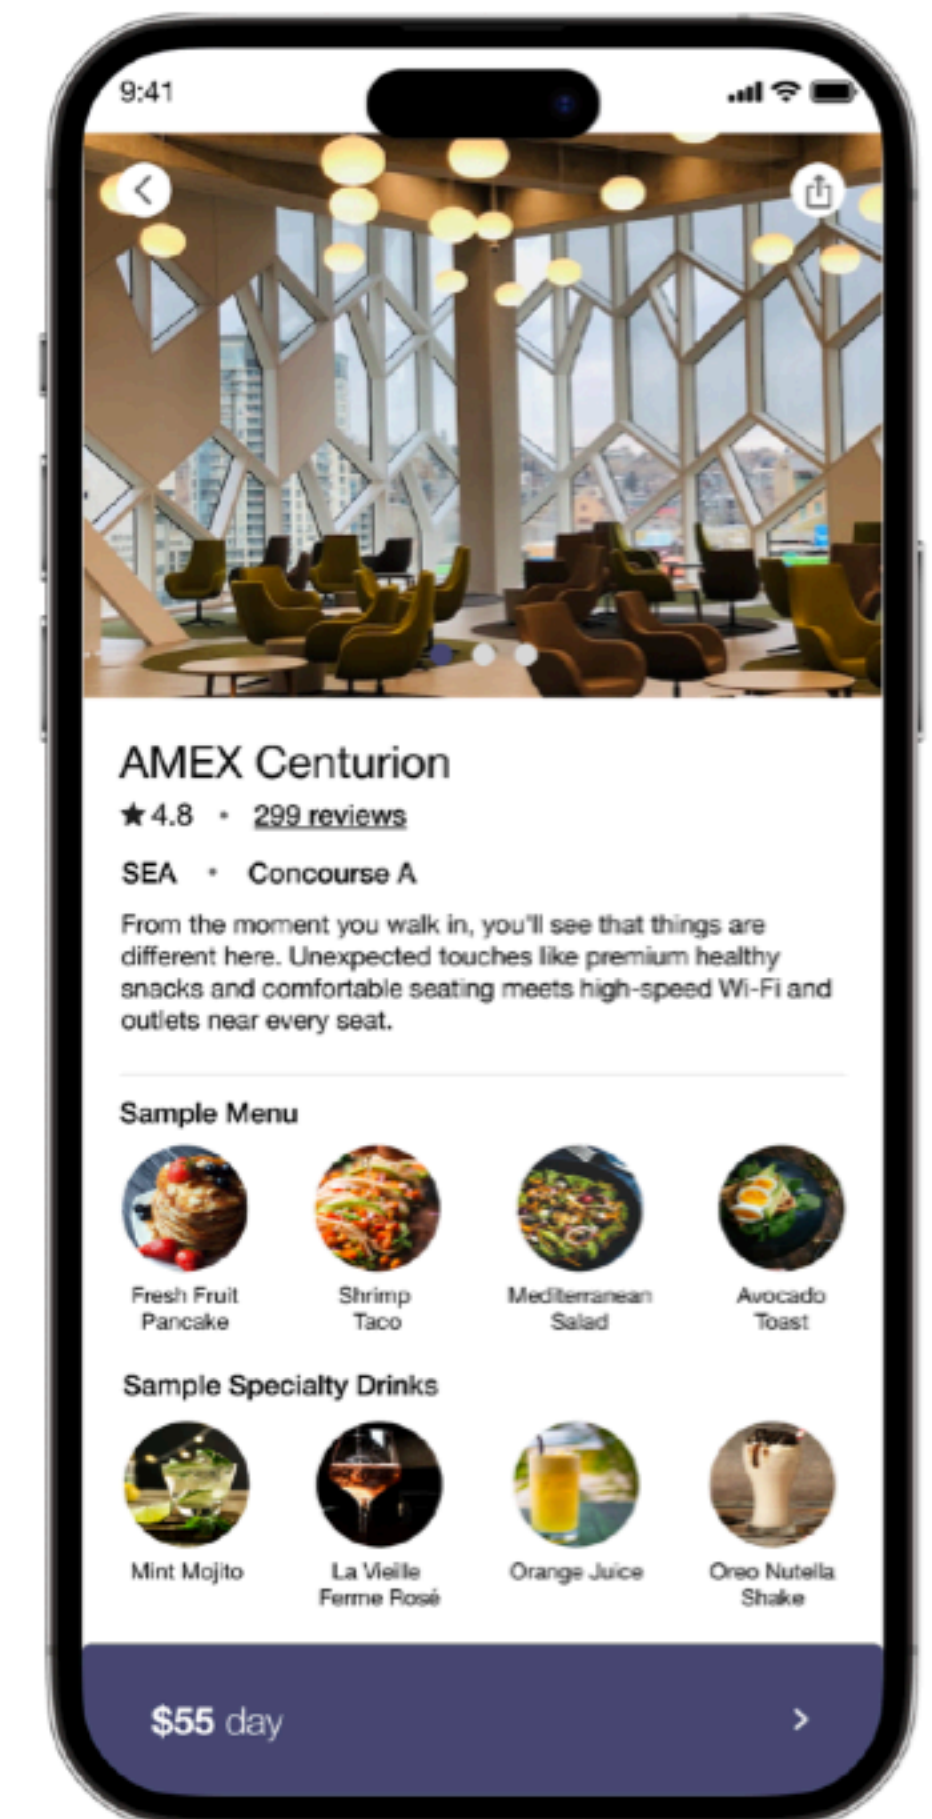 9:41
AMEX Centurion
★4.8 • 299 reviews
SEA • Concourse A
From the moment you walk in, you'll see that things are
different here. Unexpected touches like premium healthy
snacks and comfortable seating meets high-speed Wi-Fi and
outlets near every seat.
Sample Menu
Fresh Fruit
Pancake
Shrimp
Taco
Mediterranean
Salad
Avocado
Toast
Sample Specialty Drinks
Mint Mojito
La Vieille
Ferme Rosé
Orange Juice
Oreo Nutella
Shake
$55 day